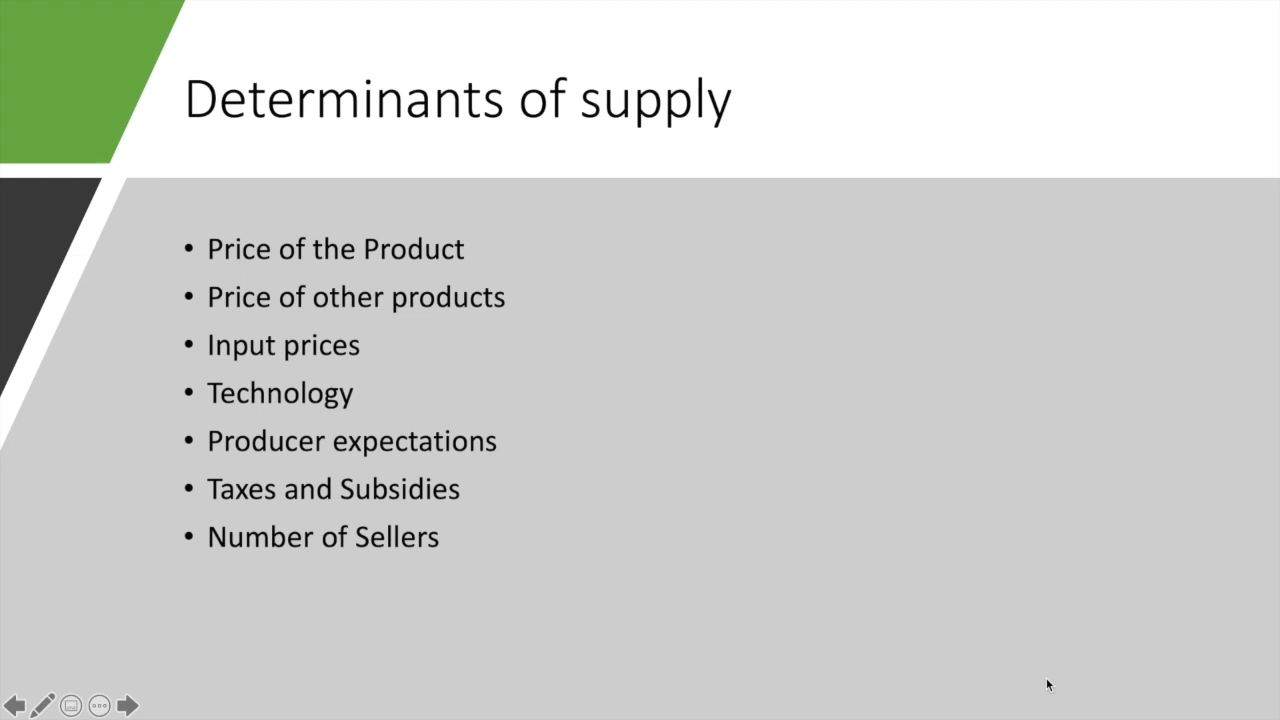 Determinants of supply
• Price of the Product
• Price of other products
• Input prices
• Technology
• Producer expectations
• Taxes and Subsidies
• Number of Sellers